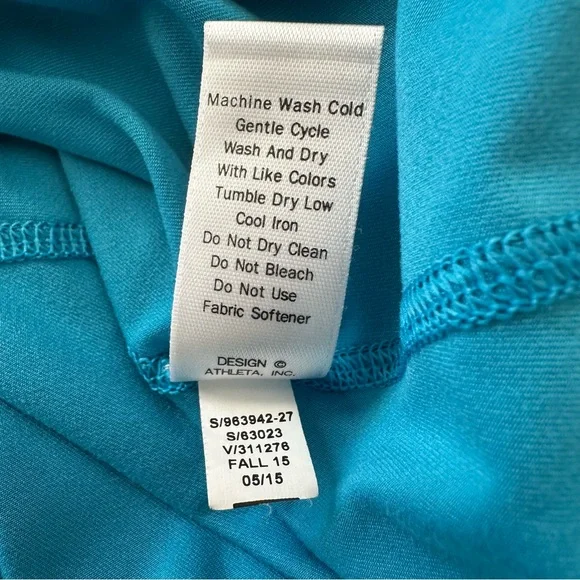 Machine Wash Cold
Gentle Cycle
Wash And Dry
With Like Colors
Tumble Dry Low
Cool Iron
Do Not Dry Clean
Do Not Bleach
Do Not Use
Fabric Softener
DESIGN ©
ATHLETA, INC.
S/963942-27
S/63023
V/311276
FALL 15
05/15